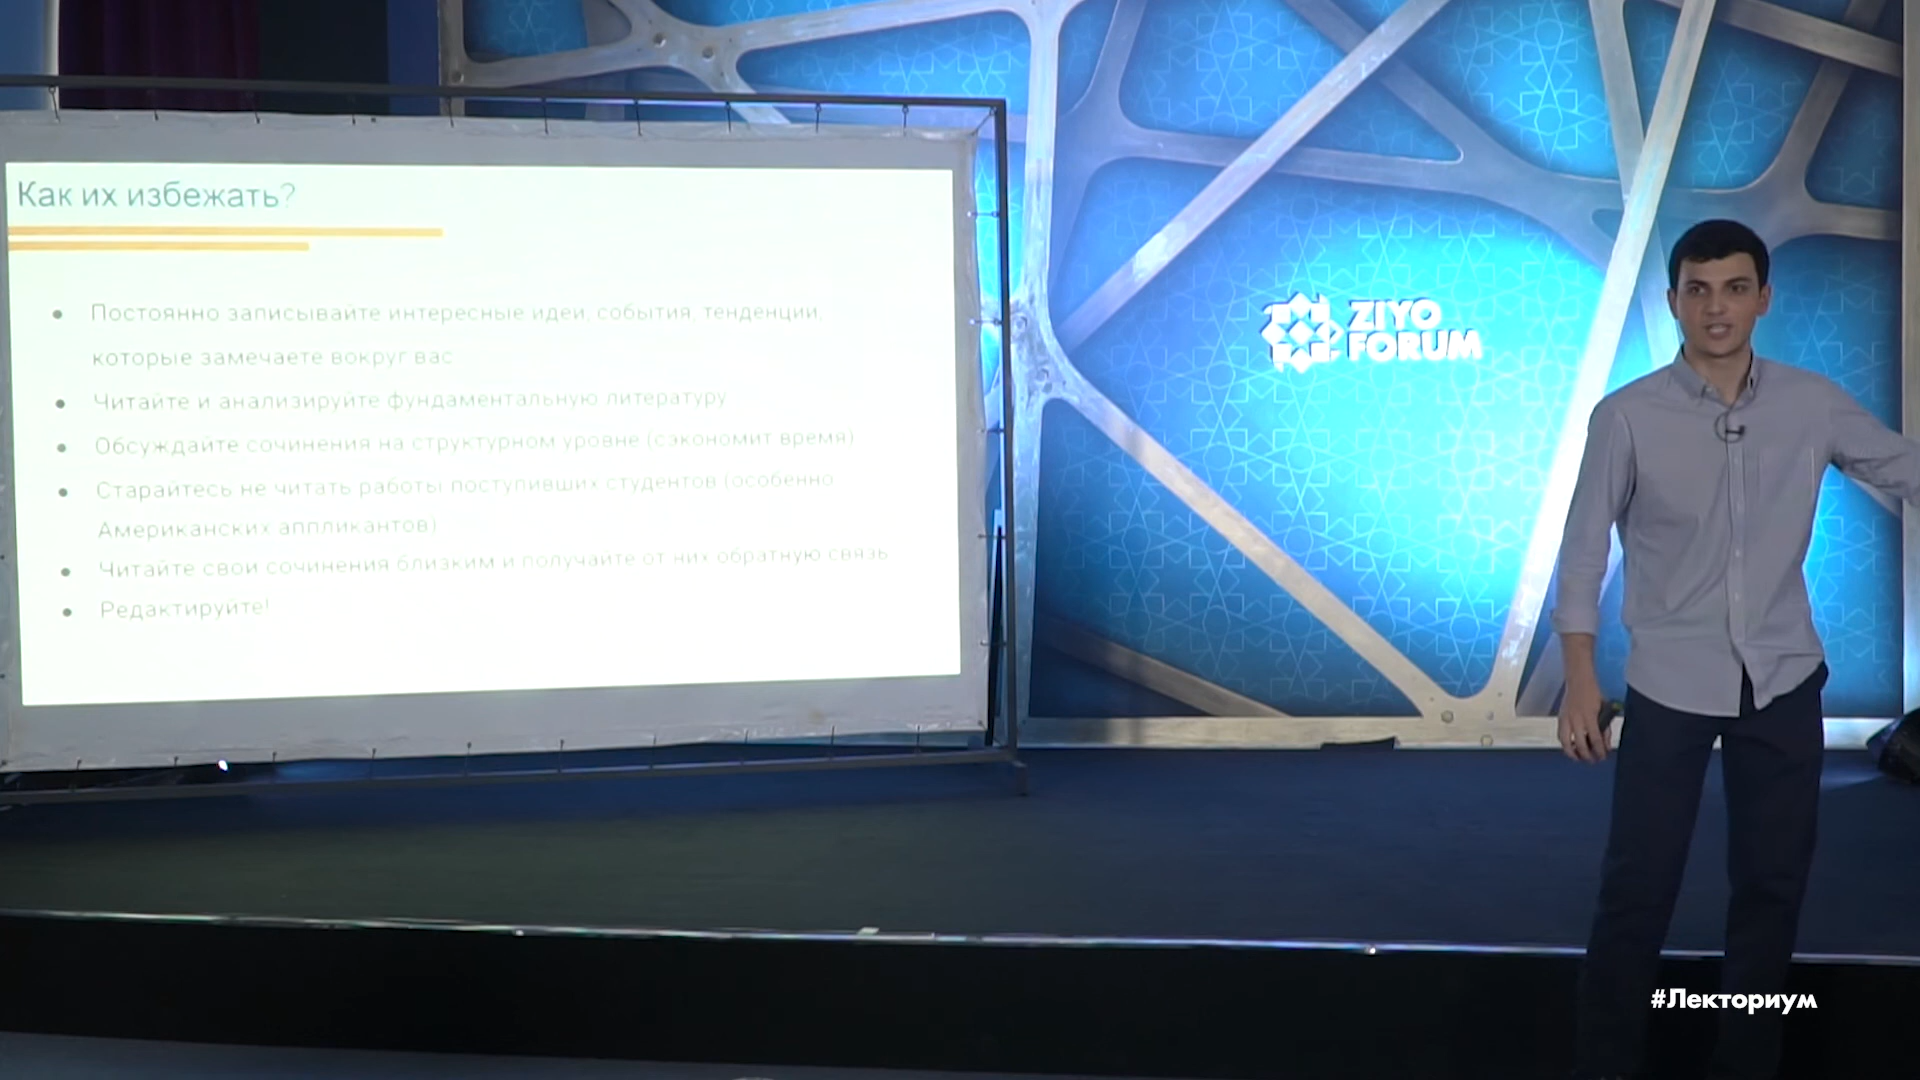 Как их избежать?
Постоянно записывайте интересные идеи, события, тенденции,
которые замечаете вокруг вас
Читайте и анализируйте фундаментальную литературу
Обсуждайте сочинения на структурном уровне (сэкономит время)
Старайтесь не читать работы поступивших студентов (особенно
Американских аппликантов)
Читайте свои сочинения близким и получайте от них обратную связь
Редактируйте!
ZIYO
FORUM
#Лекториум